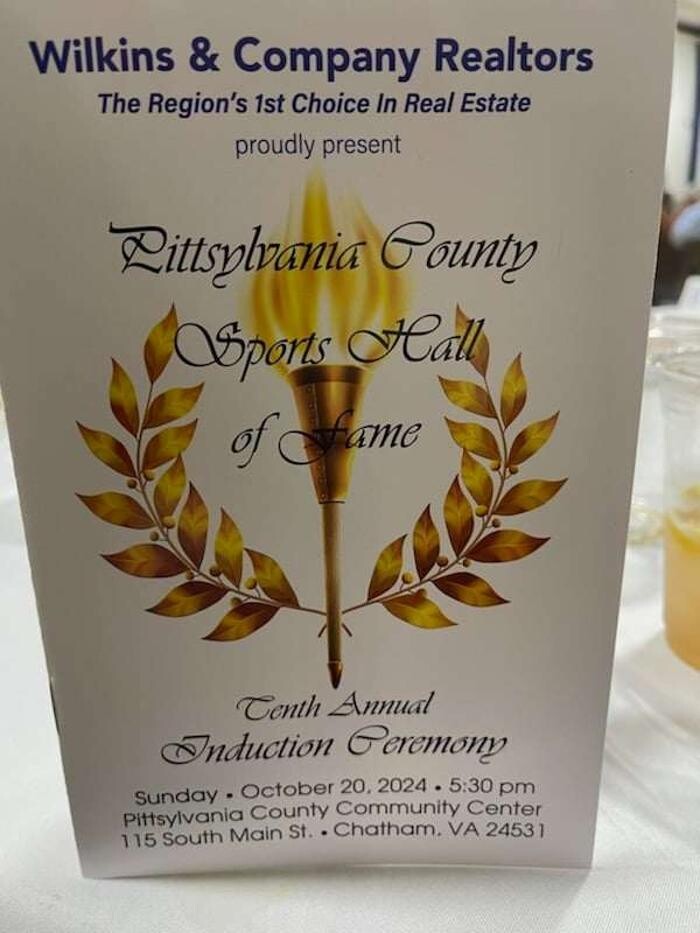 Wilkins & Company Realtors
The Region's 1st Choice In Real Estate
proudly present
Pittsylvania County
Sports Hall
of Fame
Tenth Annual
Induction Ceremony
Sunday • October 20, 2024 • 5:30 pm
Pittsylvania County Community Center
115 South Main St. • Chatham, VA 24531